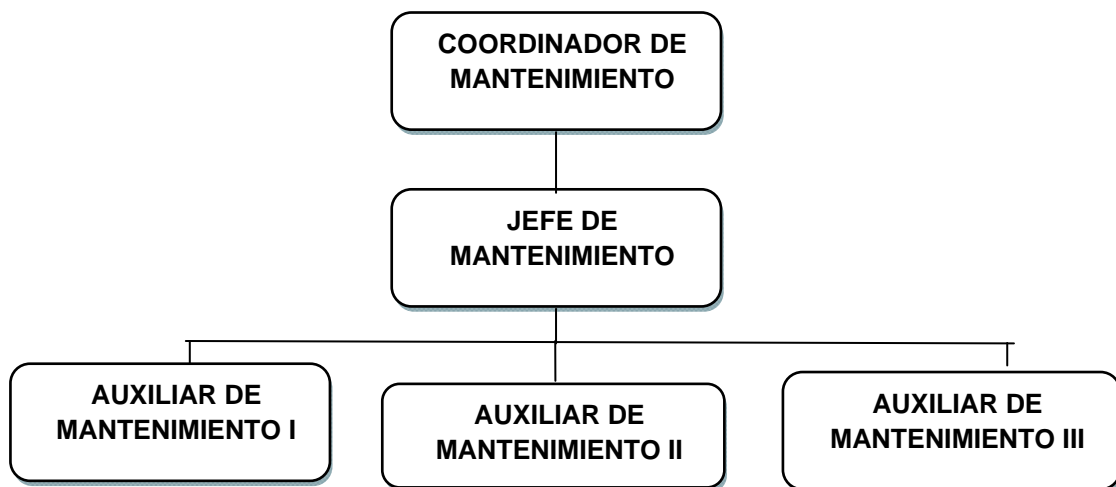 COORDINADOR DE
MANTENIMIENTO
JEFE DE
MANTENIMIENTO
AUXILIAR DE
MANTENIMIENTO I
AUXILIAR DE
MANTENIMIENTO II
AUXILIAR DE
MANTENIMIENTO III